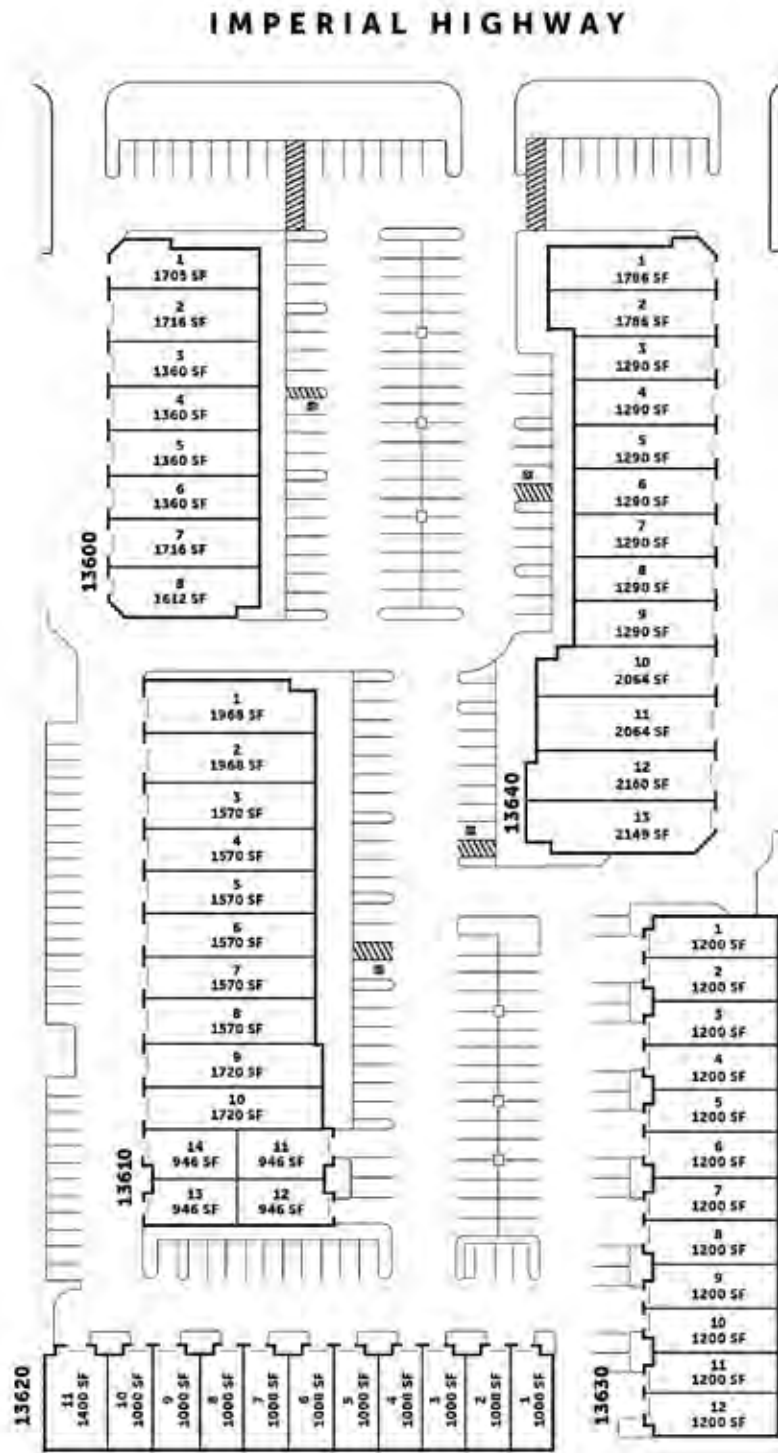 IMPERIAL HIGHWAY
1
1705 SF
2
1716 SF
3
1360 SF
4
1360 SF
5
1360 SF
6
1360 SF
7
1716 SF
8
1612 SF
13600
1
1786 SF
2
1786 SF
3
1290 SF
4
1290 SF
5
1290 SF
6
1290 SF
7
1290 SF
8
1290 SF
9
1290 SF
10
2064 SF
11
2064 SF
12
2160 SF
13
2149 SF
13640
1
1968 SF
2
1968 SF
3
1570 SF
4
1570 SF
5
1570 SF
6
1570 SF
7
1570 SF
8
1570 SF
9
1720 SF
10
1720 SF
14
946 SF
11
946 SF
13
946 SF
12
946 SF
13610
1
1200 SF
2
1200 SF
3
1200 SF
4
1200 SF
5
1200 SF
6
1200 SF
7
1200 SF
8
1200 SF
9
1200 SF
10
1200 SF
11
1200 SF
12
1200 SF
13630
13620
11
1400 SF
10
1000 SF
9
1000 SF
8
1000 SF
7
1000 SF
6
1000 SF
5
1000 SF
4
1000 SF
3
1000 SF
2
1000 SF
1
1000 SF